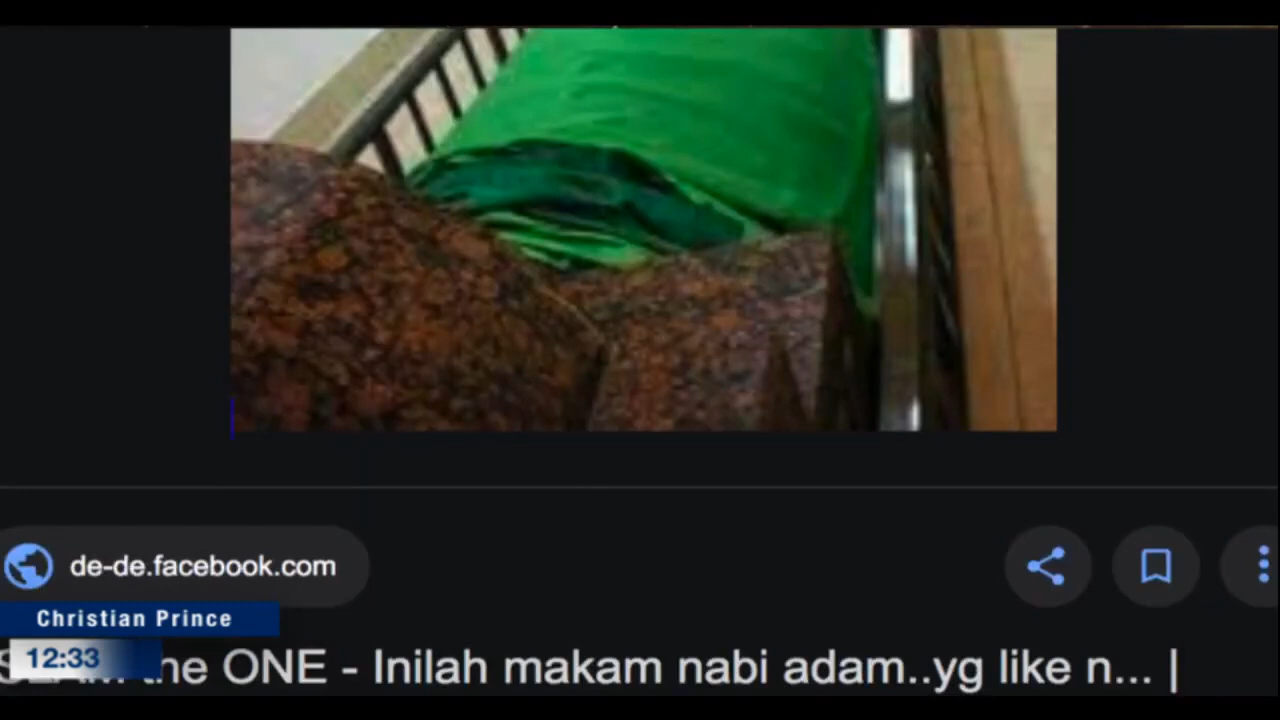 de-de.facebook.com
Christian Prince
12:33
the ONE - Inilah makam nabi adam..yg like n... |